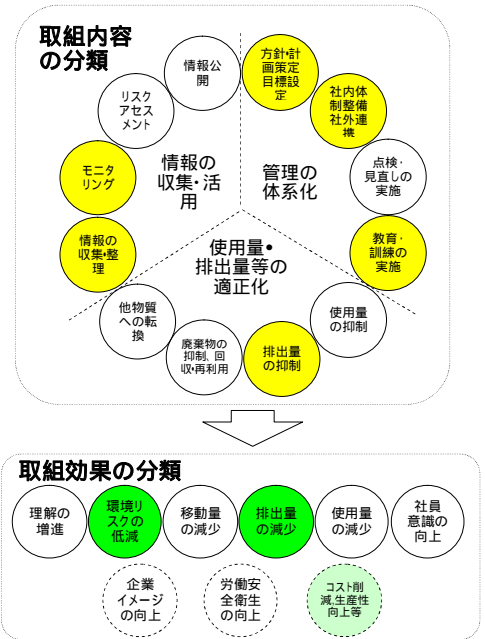 取組内容
の分類
情報公
開
方針・計
画策定
目標設
定
リスク
アセス
メント
社内体
制整備
社外連
携
モニタ
リング
情報の
収集・活
用
管理の
体系化
点検・
見直しの
実施
情報の
収集・整
理
使用量・
排出量等の
適正化
教育・
訓練の
実施
他物質
への転
換
廃棄物の
抑制、回
収・再利用
排出量
の抑制
使用量
の抑制
取組効果の分類
理解の
増進
環境リ
スクの
低減
移動量
の減少
排出量
の減少
使用量
の減少
社員
意識の
向上
企業
イメージ
の向上
労働安
全衛生
の向上
コスト削
減、生産性
向上等